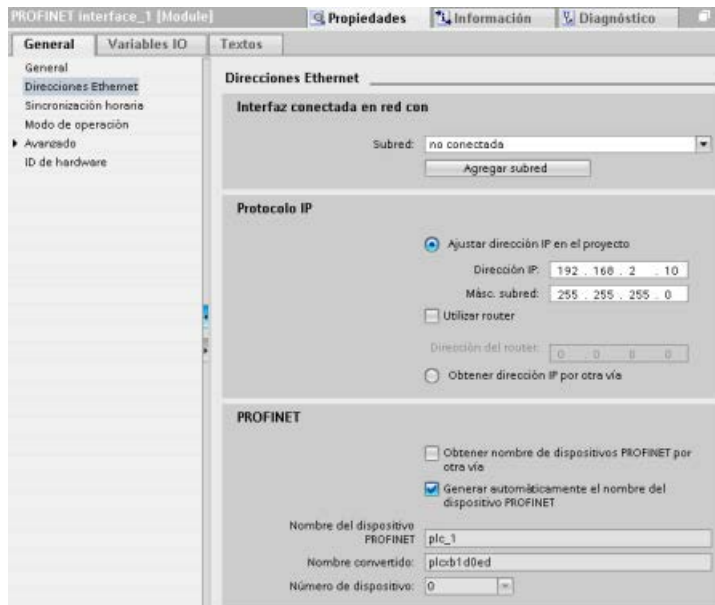 PROFINET interface_1 [Module]
Propiedades
Información
Diagnóstico
General
Variables IO
Textos
General
Direcciones Ethernet
Sincronización horaria
Modo de operación
Avanzado
ID de hardware
Direcciones Ethernet
Interfaz conectada en red con
Subred: no conectada
Agregar subred
Protocolo IP
Ajustar dirección IP en el proyecto
Dirección IP: 192 . 168 . 2 . 10
Másc. subred: 255 . 255 . 255 . 0
Utilizar router
Dirección del router: 0 . 0 . 0 . 0
Obtener dirección IP por otra vía
PROFINET
Obtener nombre de dispositivos PROFINET por
otra vía
Generar automáticamente el nombre del
dispositivo PROFINET
Nombre del dispositivo
PROFINET plc_1
Nombre convertido: plcxb1d0ed
Número de dispositivo: 0